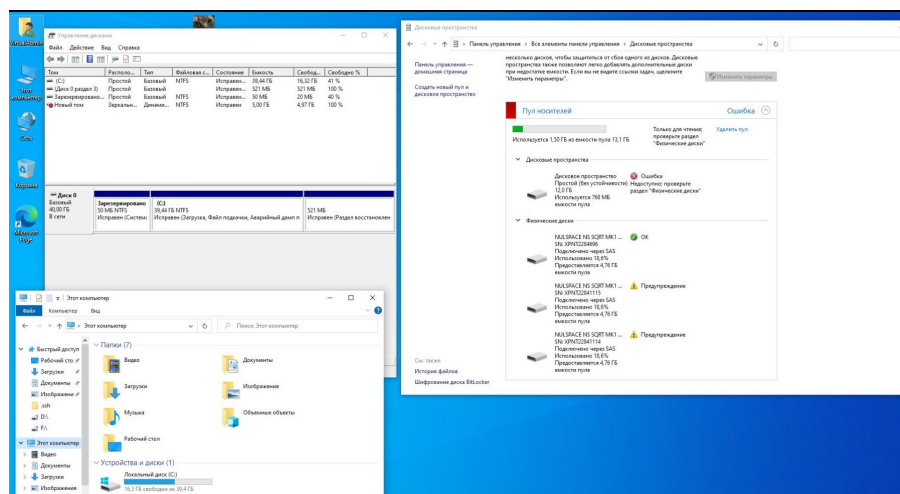 VirtualAdmin
Этот
компьютер
Сеть
Корзина
Microsoft
Edge
Управление дисками
Файл Действие Вид Справка
Том Располо... Тип Файловая с... Состояние Емкость Свобод... Свободно %
(C:) Простой Базовый NTFS Исправен... 39,44 ГБ 16,32 ГБ 41 %
(Диск 0 раздел 3) Простой Базовый Исправен... 521 МБ 521 МБ 100 %
Зарезервировано... Простой Базовый NTFS Исправен... 50 МБ 20 МБ 40 %
Новый том Зеркальн... Динами... NTFS Исправен 5,00 ГБ 4,97 ГБ 100 %
Диск 0
Базовый
40,00 ГБ
В сети
Зарезервировано
50 МБ NTFS
Исправен (Системн
(C:)
39,44 ГБ NTFS
Исправен (Загрузка, Файл подкачки, Аварийный дамп п
521 МБ
Исправен (Раздел восстановлен
Этот компьютер
Файл Компьютер Вид
Этот компьютер
Поиск: Этот компьютер
Быстрый доступ
Рабочий сто.
Загрузки
Документы
Изображени
.ssh
D:\
F:\
Этот компьютер
Видео
Документы
Загрузки
Изображения
Папки (7)
Видео
Документы
Загрузки
Изображения
Музыка
Объемные объекты
Рабочий стол
Устройства и диски (1)
Локальный диск (C:)
16,3 ГБ свободно из 39,4 ГБ
Дисковые пространства
Панель управления › Все элементы панели управления › Дисковые пространства
Панель управления —
домашняя страница
Создать новый пул и
дисковое пространство
несколько дисков, чтобы защититься от сбоя одного из дисков. Дисковые
пространства также позволяют легко добавлять дополнительные диски
при недостатке емкости. Если вы не видите ссылки задач, щелкните
"Изменить параметры".
Изменить параметры
Пул носителей
Ошибка
Используется 1,50 ГБ из емкости пула 13,1 ГБ
Только для чтения;
проверьте раздел
"Физические диски"
Удалить пул
Дисковые пространства
Дисковое пространство
Простой (без устойчивости)
12,0 ГБ
Используется 768 МБ
емкости пула
Ошибка
Недоступно; проверьте
раздел "Физические диски"
Физические диски
NULSPACE NS SQRT MK1 ...
SN: XPNT2284696
Подключено через SAS
Использовано 18,6%
Предоставляется 4,76 ГБ
емкости пула
OK
NULSPACE NS SQRT MK1 ...
SN: XPNT22841115
Подключено через SAS
Использовано 18,6%
Предоставляется 4,76 ГБ
емкости пула
Предупреждение
NULSPACE NS SQRT MK1 ...
SN: XPNT22841114
Подключено через SAS
Использовано 18,6%
Предоставляется 4,76 ГБ
емкости пула
Предупреждение
См. также
История файлов
Шифрование диска BitLocker